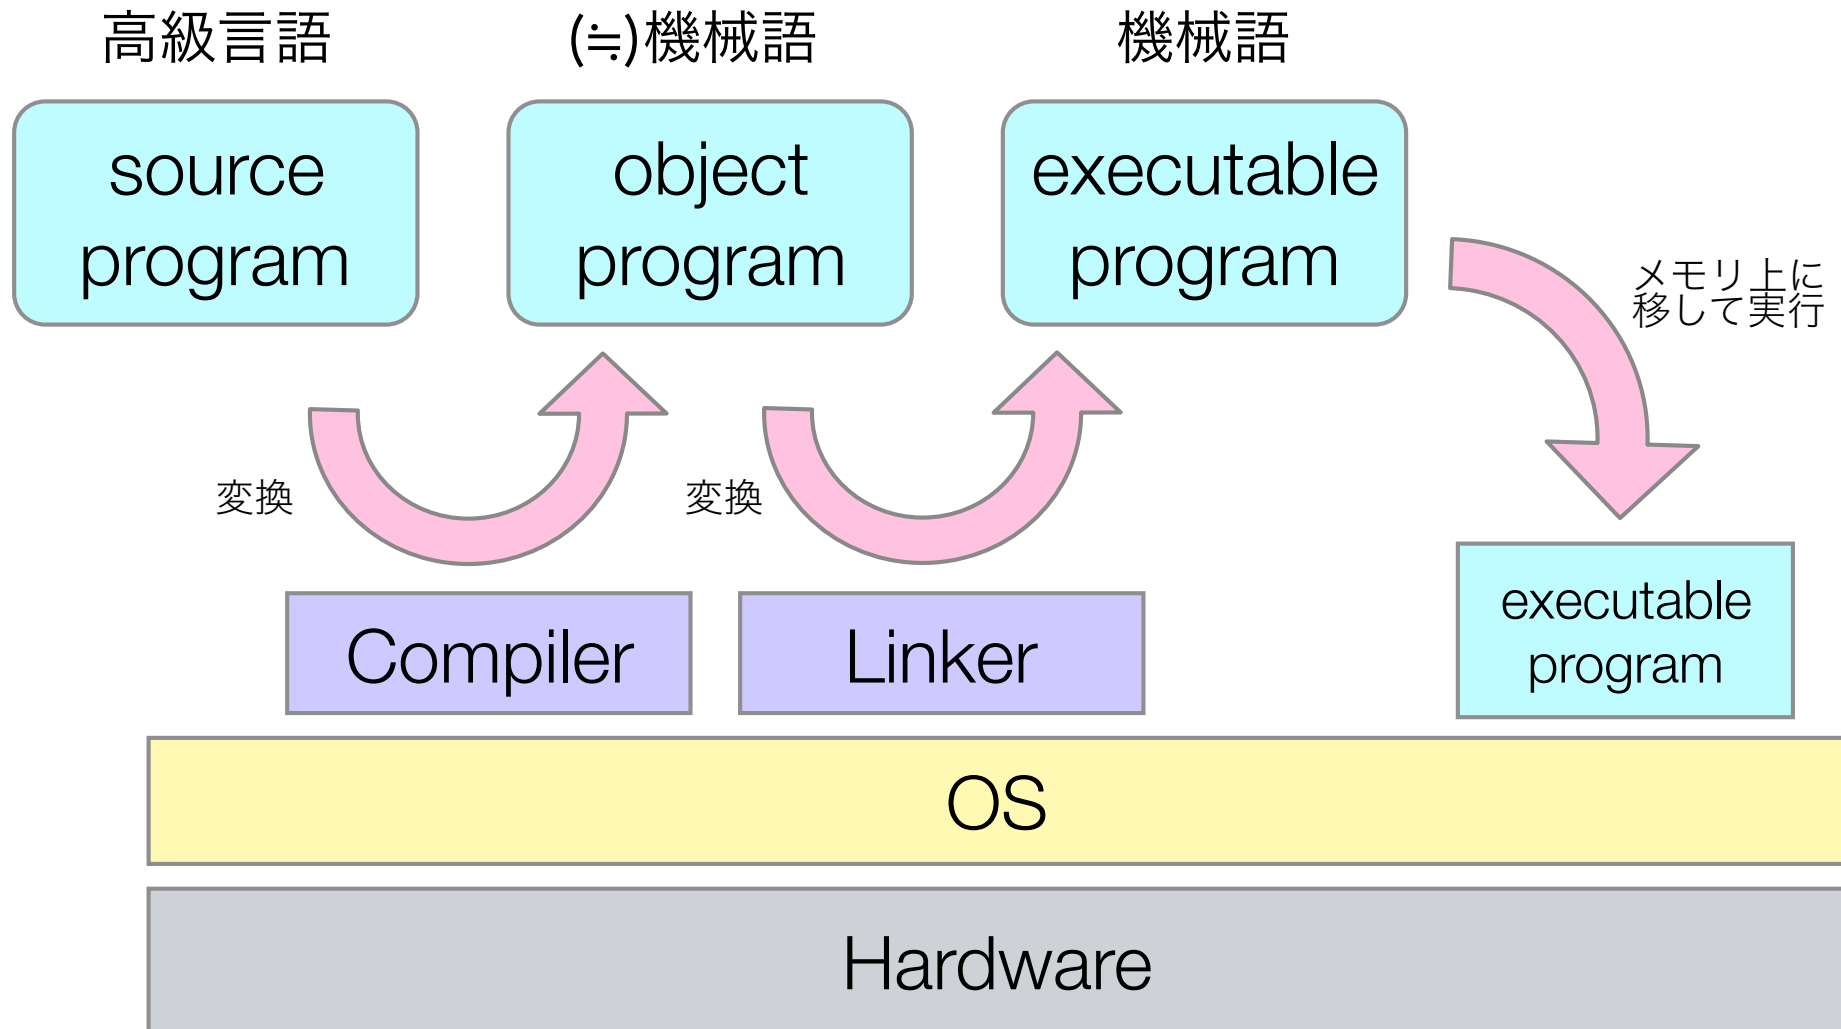 高級言語
(≒)機械語
機械語
source
program
object
program
executable
program
メモリ上に
移して実行
変換
変換
executable
program
Compiler
Linker
OS
Hardware